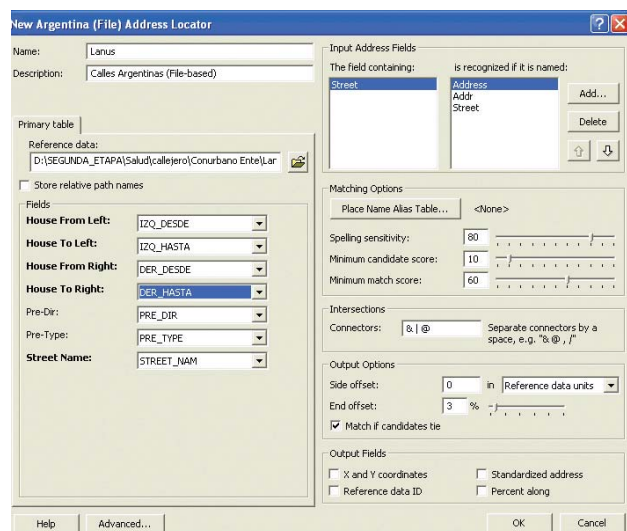 New Argentina (File) Address Locator
Name: Lanus
Description: Calles Argentinas (File-based)
Primary table
Reference data:
D:\SEGUNDA_ETAPA\Salud\callejero\Conurbano Ente\Lar
Store relative path names
Fields
House From Left: IZQ_DESDE
House To Left: IZQ_HASTA
House From Right: DER_DESDE
House To Right: DER_HASTA
Pre-Dir: PRE_DIR
Pre-Type: PRE_TYPE
Street Name: STREET_NAM
Help Advanced...
Input Address Fields
The field containing: is recognized if it is named:
Street Address
Addr
Street
Add...
Delete
Matching Options
Place Name Alias Table... <None>
Spelling sensitivity: 80
Minimum candidate score: 10
Minimum match score: 60
Intersections
Connectors: & | @ Separate connectors by a
space, e.g. "& @ , /"
Output Options
Side offset: 0 in Reference data units
End offset: 3 %
Match if candidates tie
Output Fields
X and Y coordinates Standardized address
Reference data ID Percent along
OK Cancel